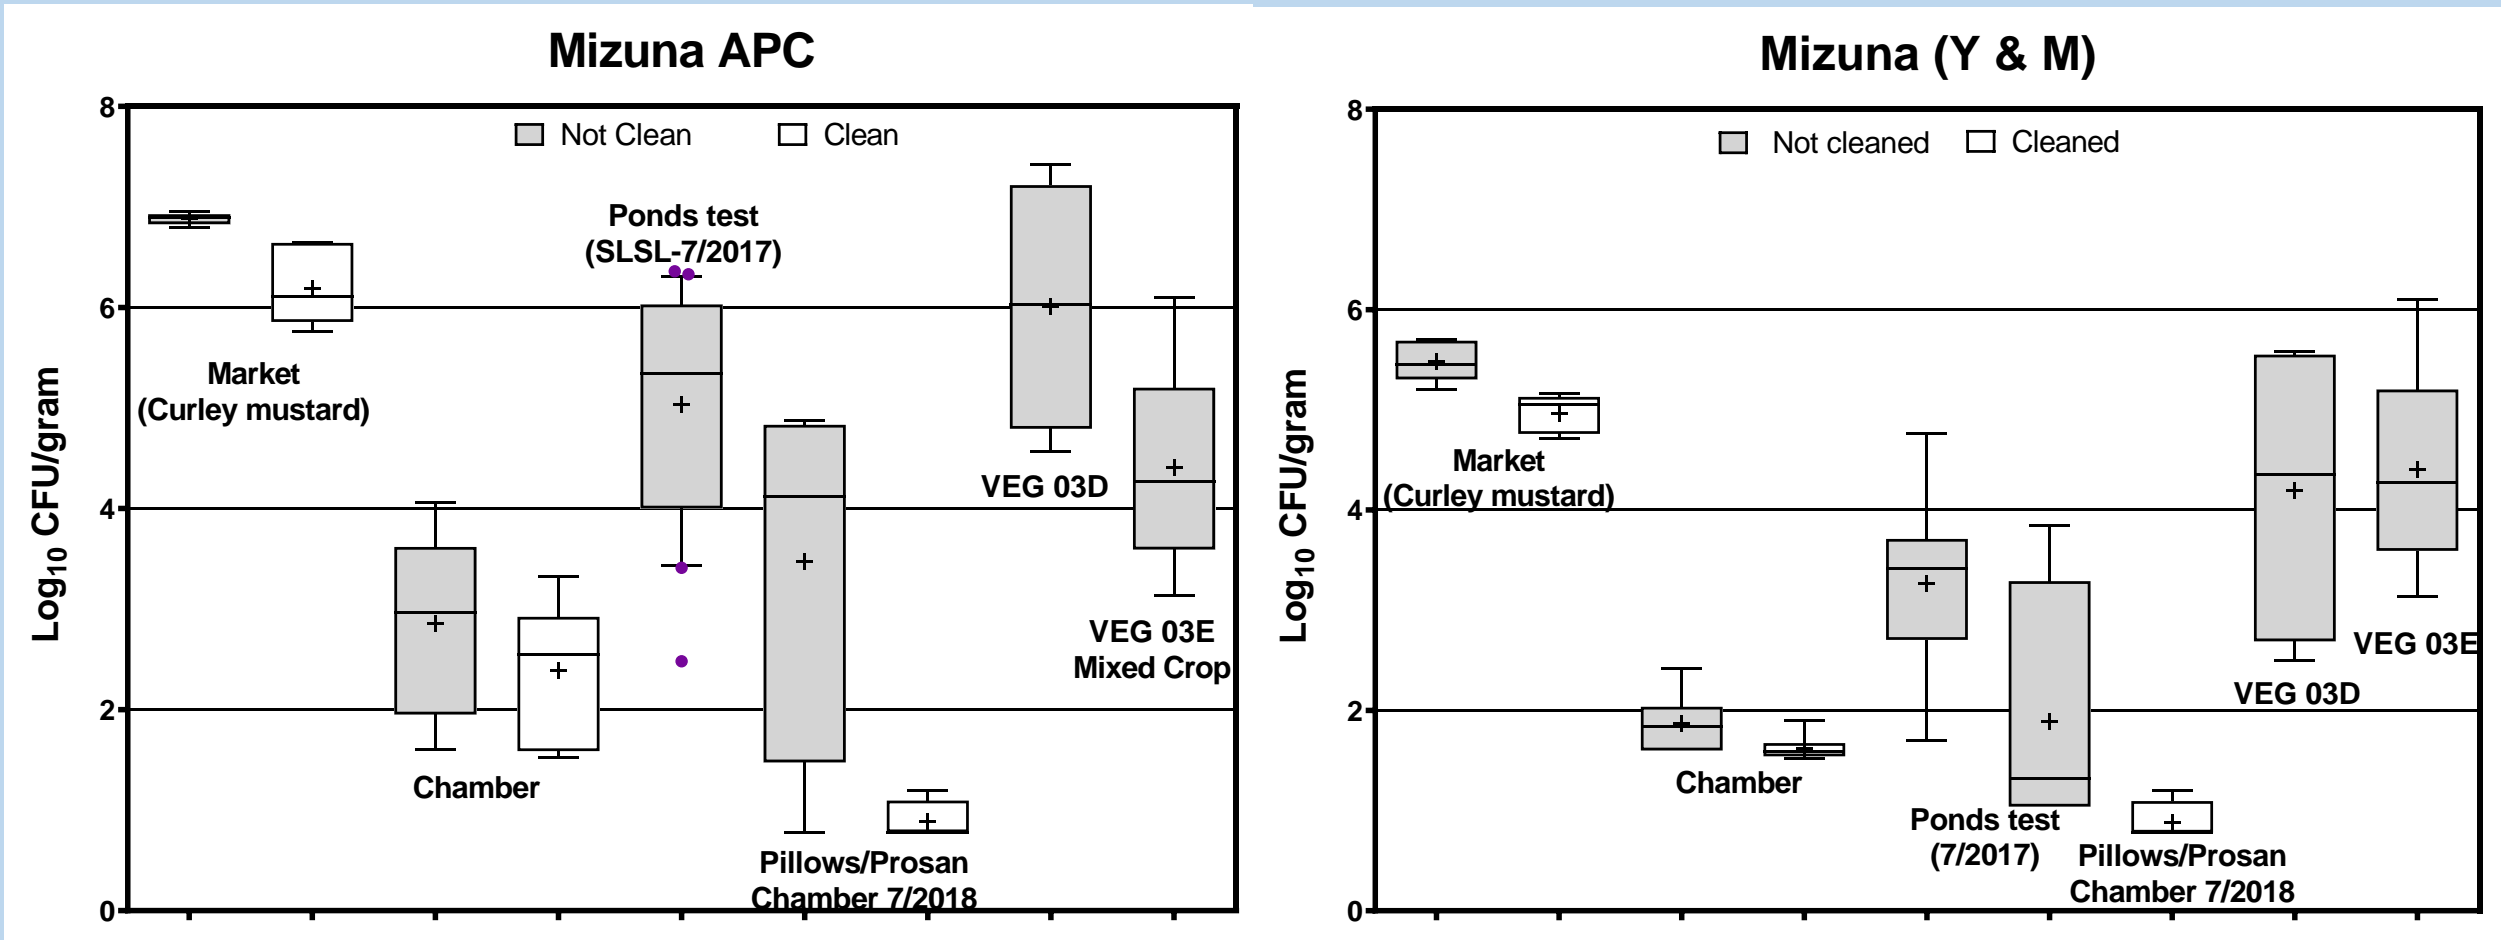 Mizuna APC
8
6
4
2
0
Log10 CFU/gram
Not Clean
Clean
Ponds test
(SLSL-7/2017)
Market
(Curley mustard)
VEG 03D
VEG 03E
Mixed Crop
Chamber
Pillows/Prosan
Chamber 7/2018
Mizuna (Y & M)
8
6
4
2
0
Log10 CFU/gram
Not cleaned
Cleaned
Market
(Curley mustard)
VEG 03E
VEG 03D
Chamber
Ponds test
(7/2017)
Pillows/Prosan
Chamber 7/2018